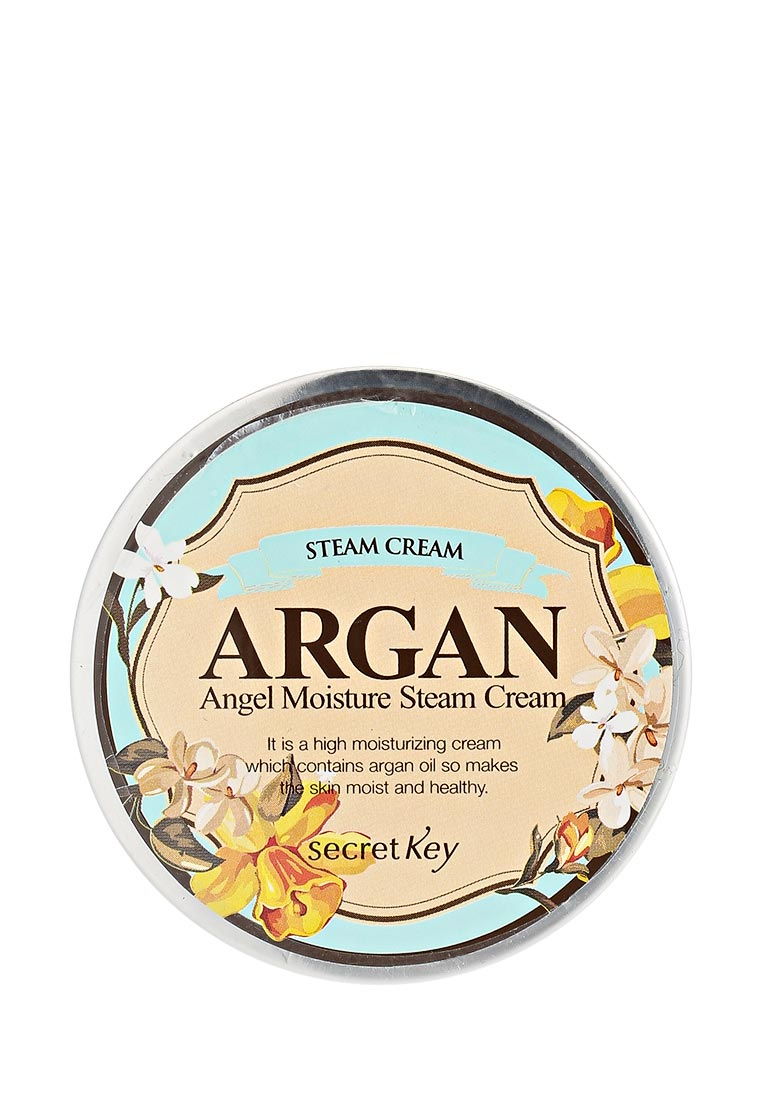 STEAM CREAM
ARGAN
Angel Moisture Steam Cream
It is a high moisturizing cream
which contains argan oil so makes
the skin moist and healthy.
secret Key